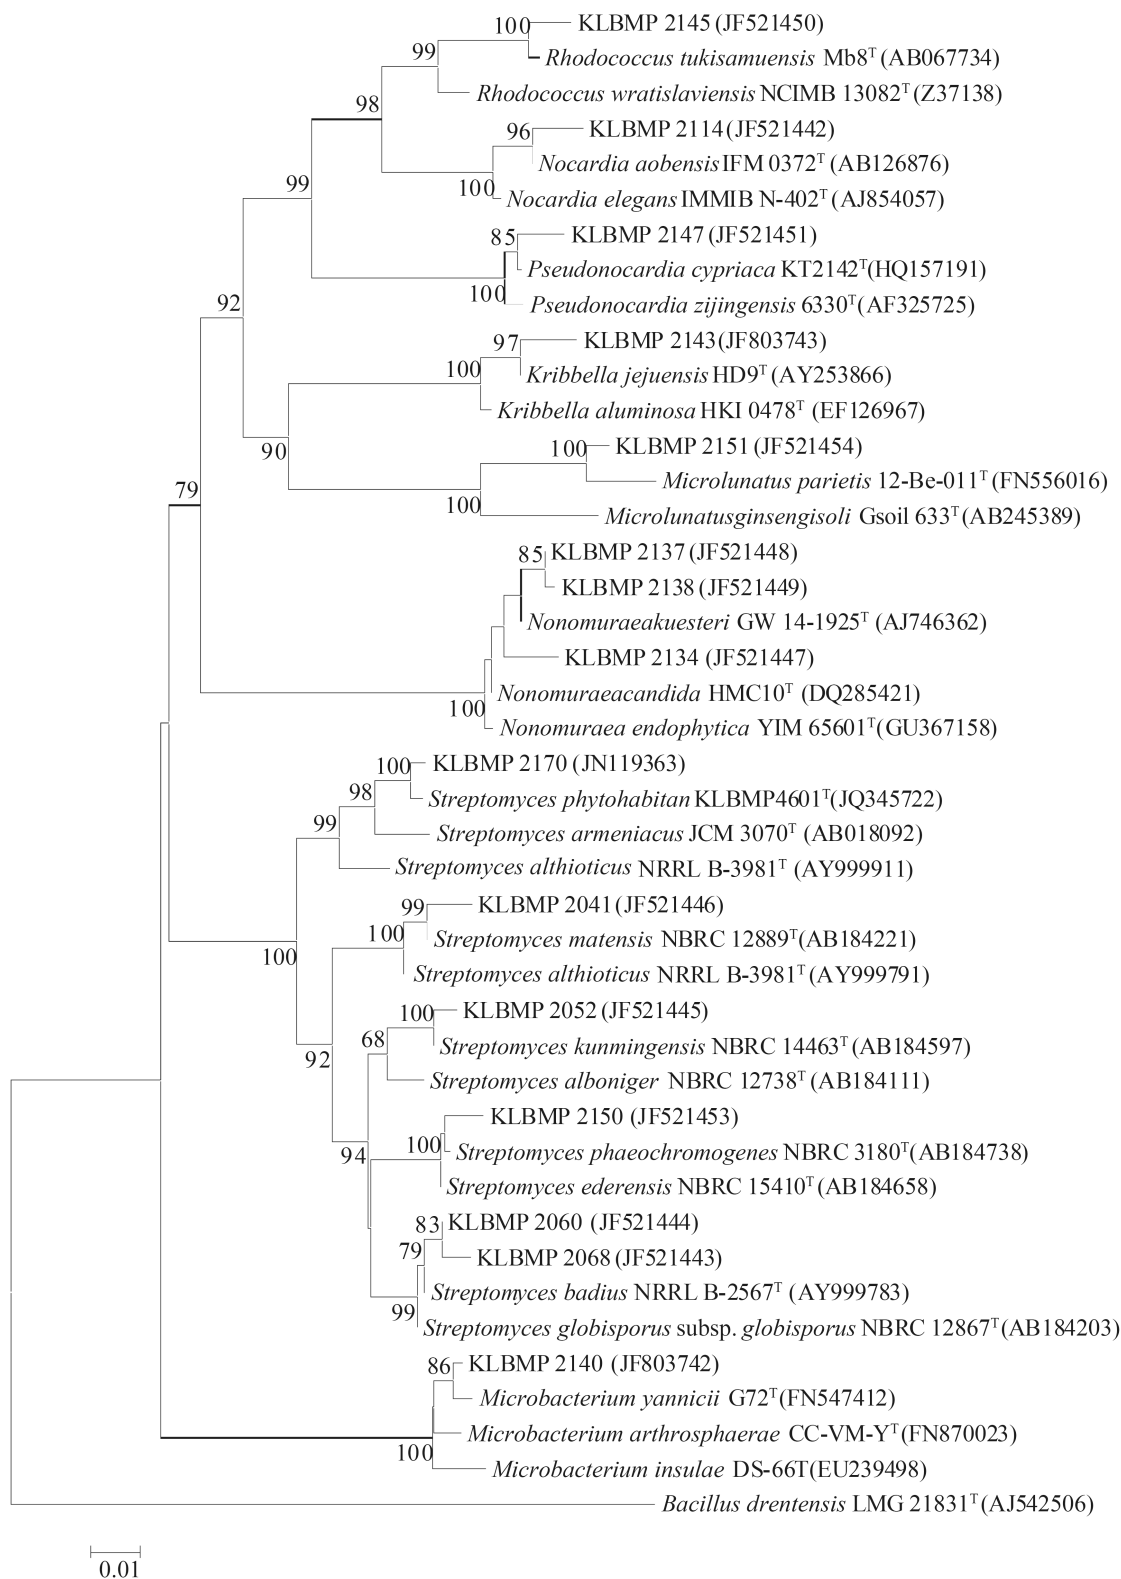 100 KLBMP 2145 (JF521450)
99 Rhodococcus tukisamuensis Mb8T (AB067734)
Rhodococcus wratislaviensis NCIMB 13082T (Z37138)
98
96 KLBMP 2114 (JF521442)
Nocardia aobensis IFM 0372T (AB126876)
99 100 Nocardia elegans IMMIB N-402T (AJ854057)
85 KLBMP 2147 (JF521451)
Pseudonocardia cypriaca KT2142T(HQ157191)
92 100 Pseudonocardia zijingensis 6330T(AF325725)
97 KLBMP 2143(JF803743)
100 Kribbella jejuensis HD9T (AY253866)
Kribbella aluminosa HKI 0478T (EF126967)
90 100 KLBMP 2151 (JF521454)
79 Microlunatus parietis 12-Be-011T (FN556016)
100 Microlunatusginsengisoli Gsoil 633T (AB245389)
85 KLBMP 2137 (JF521448)
KLBMP 2138 (JF521449)
Nonomuraeakuesteri GW 14-1925T (AJ746362)
KLBMP 2134 (JF521447)
100 Nonomuraeacandida HMC10T (DQ285421)
Nonomuraea endophytica YIM 65601T(GU367158)
100 KLBMP 2170 (JN119363)
98 Streptomyces phytohabitan KLBMP4601T(JQ345722)
99 Streptomyces armeniacus JCM 3070T (AB018092)
Streptomyces althioticus NRRL B-3981T (AY999911)
99 KLBMP 2041 (JF521446)
100 100 Streptomyces matensis NBRC 12889T(AB184221)
Streptomyces althioticus NRRL B-3981T (AY999791)
100 KLBMP 2052 (JF521445)
92 68 Streptomyces kunmingensis NBRC 14463T (AB184597)
Streptomyces alboniger NBRC 12738T (AB184111)
KLBMP 2150 (JF521453)
94 100 Streptomyces phaeochromogenes NBRC 3180T(AB184738)
Streptomyces ederensis NBRC 15410T (AB184658)
83 KLBMP 2060 (JF521444)
79 KLBMP 2068 (JF521443)
Streptomyces badius NRRL B-2567T (AY999783)
99 Streptomyces globisporus subsp. globisporus NBRC 12867T(AB184203)
86 KLBMP 2140 (JF803742)
Microbacterium yannicii G72T (FN547412)
Microbacterium arthrosphaerae CC-VM-YT (FN870023)
100 Microbacterium insulae DS-66T(EU239498)
Bacillus drentensis LMG 21831T (AJ542506)
0.01